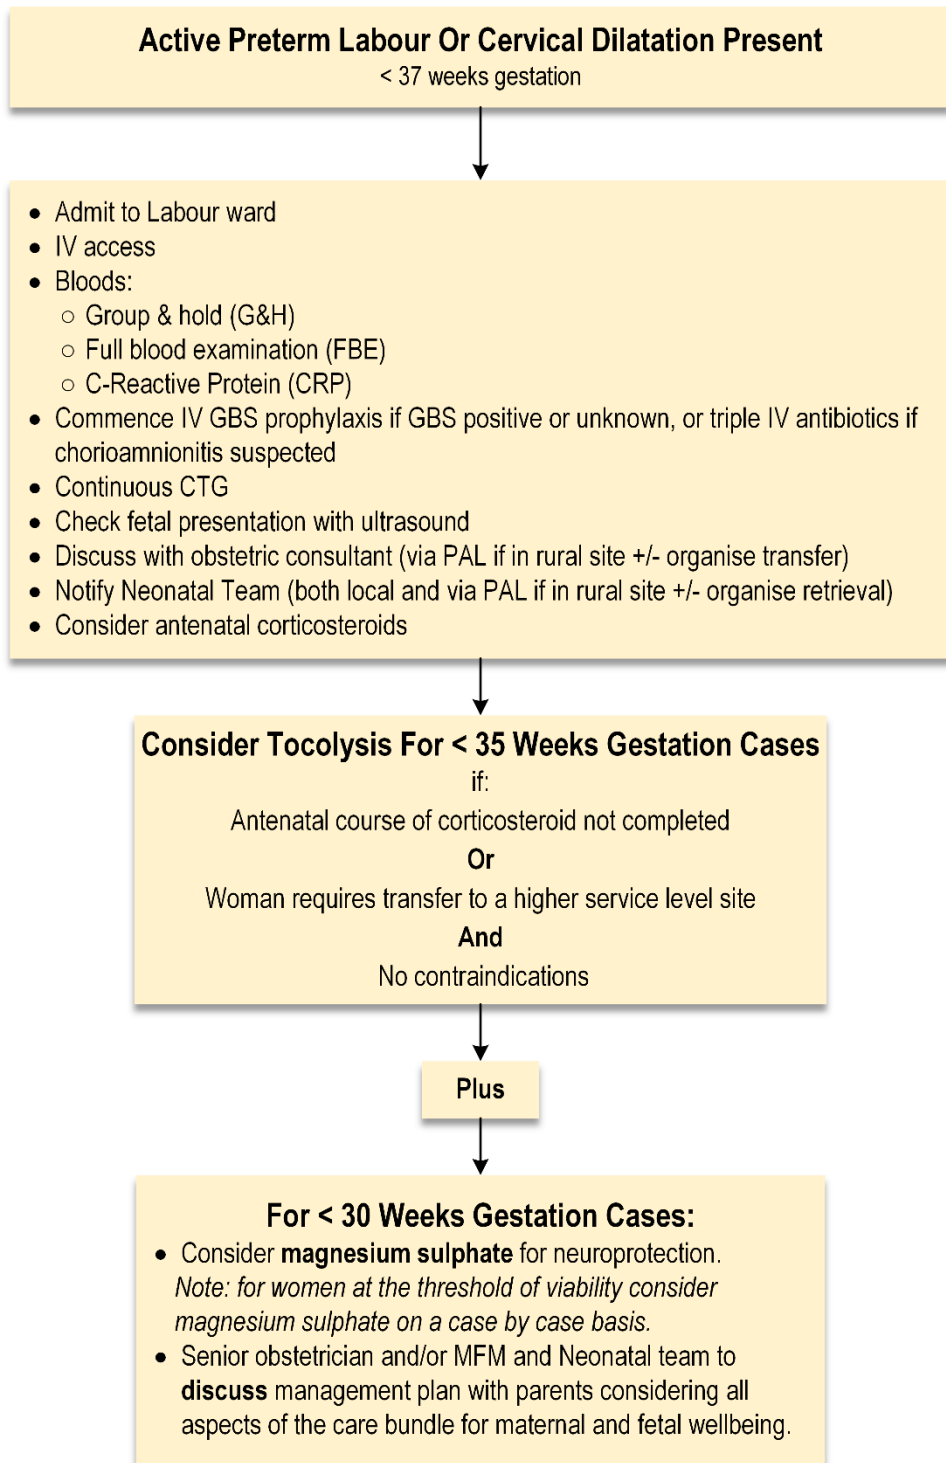 Active Preterm Labour Or Cervical Dilatation Present
< 37 weeks gestation
• Admit to Labour ward
• IV access
• Bloods:
○ Group & hold (G&H)
○ Full blood examination (FBE)
○ C-Reactive Protein (CRP)
• Commence IV GBS prophylaxis if GBS positive or unknown, or triple IV antibiotics if
chorioamnionitis suspected
• Continuous CTG
• Check fetal presentation with ultrasound
• Discuss with obstetric consultant (via PAL if in rural site +/- organise transfer)
• Notify Neonatal Team (both local and via PAL if in rural site +/- organise retrieval)
• Consider antenatal corticosteroids
Consider Tocolysis For < 35 Weeks Gestation Cases
if:
Antenatal course of corticosteroid not completed
Or
Woman requires transfer to a higher service level site
And
No contraindications
Plus
For < 30 Weeks Gestation Cases:
• Consider magnesium sulphate for neuroprotection.
Note: for women at the threshold of viability consider
magnesium sulphate on a case by case basis.
• Senior obstetrician and/or MFM and Neonatal team to
discuss management plan with parents considering all
aspects of the care bundle for maternal and fetal wellbeing.